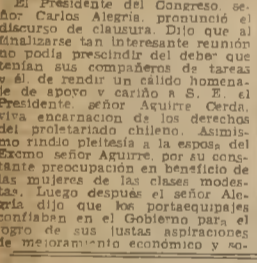 El Presidente del Congreso, se-
ñor Carlos Alegría, pronunció el
discurso de clausura. Dijo que al
finalizarse tan interesante reunión
no podía prescindir del deber que
tenían sus compañeros de tareas
y él, de rendir un cálido homena-
je de apoyo y cariño a S. E. el
Presidente, señor Aguirre Cerda,
viva encarnación de los derechos
del proletariado chileno. Asimis-
mo rindió pleitesía a la esposa del
Excmo señor Aguirre, por su cons-
tante preocupación en beneficio de
las mujeres de las clases modes-
tas. Luego después el señor Ale-
gría dijo que los portaequipajes
confiaban en el Gobierno para el
logro de sus justas aspiraciones
de mejoramiento económico y so-